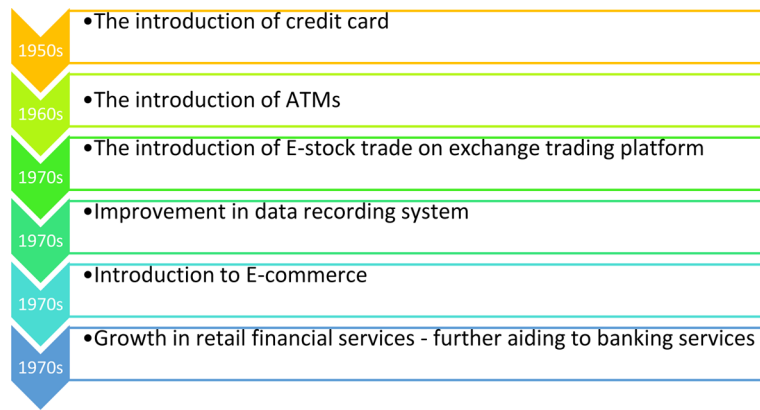 1950s
•The introduction of credit card
1960s
•The introduction of ATMs
1970s
•The introduction of E-stock trade on exchange trading platform
1970s
•Improvement in data recording system
1970s
•Introduction to E-commerce
1970s
•Growth in retail financial services - further aiding to banking services